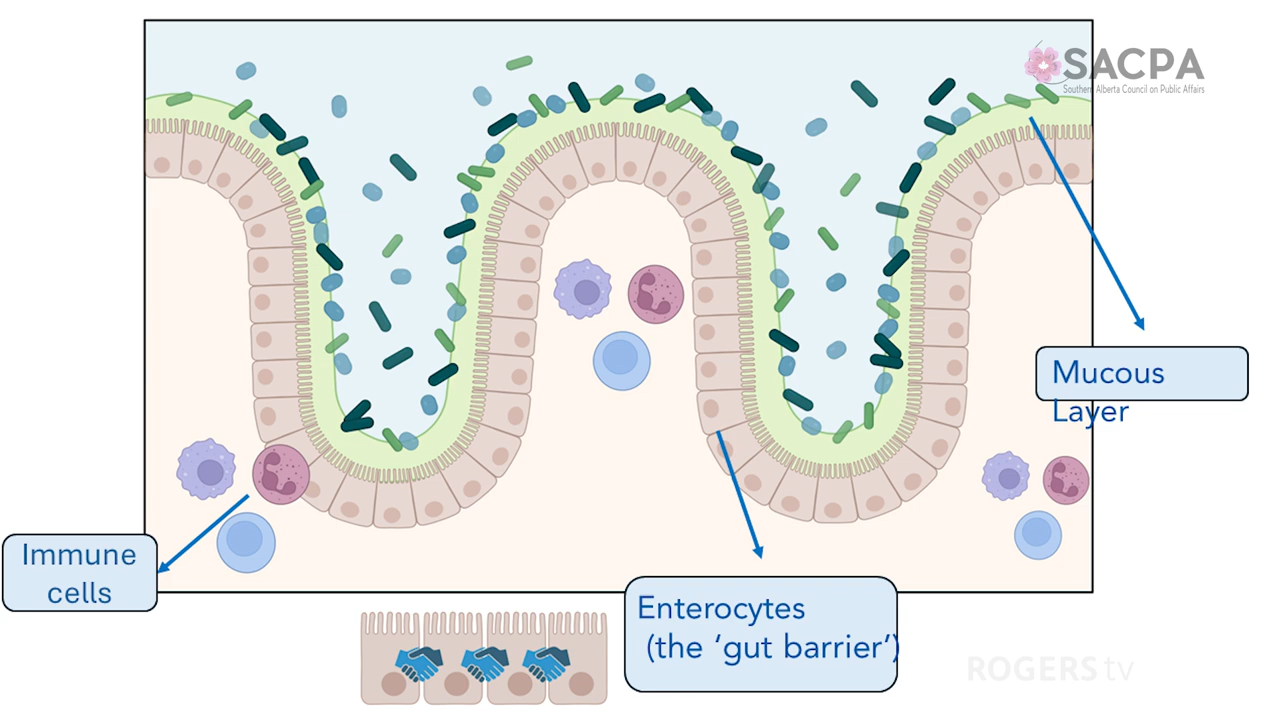 SACPA
Southern Alberta Council on Public Affairs
Mucous
Layer
Immune
cells
Enterocytes
(the ‘gut barrier’)
ROGERS tv